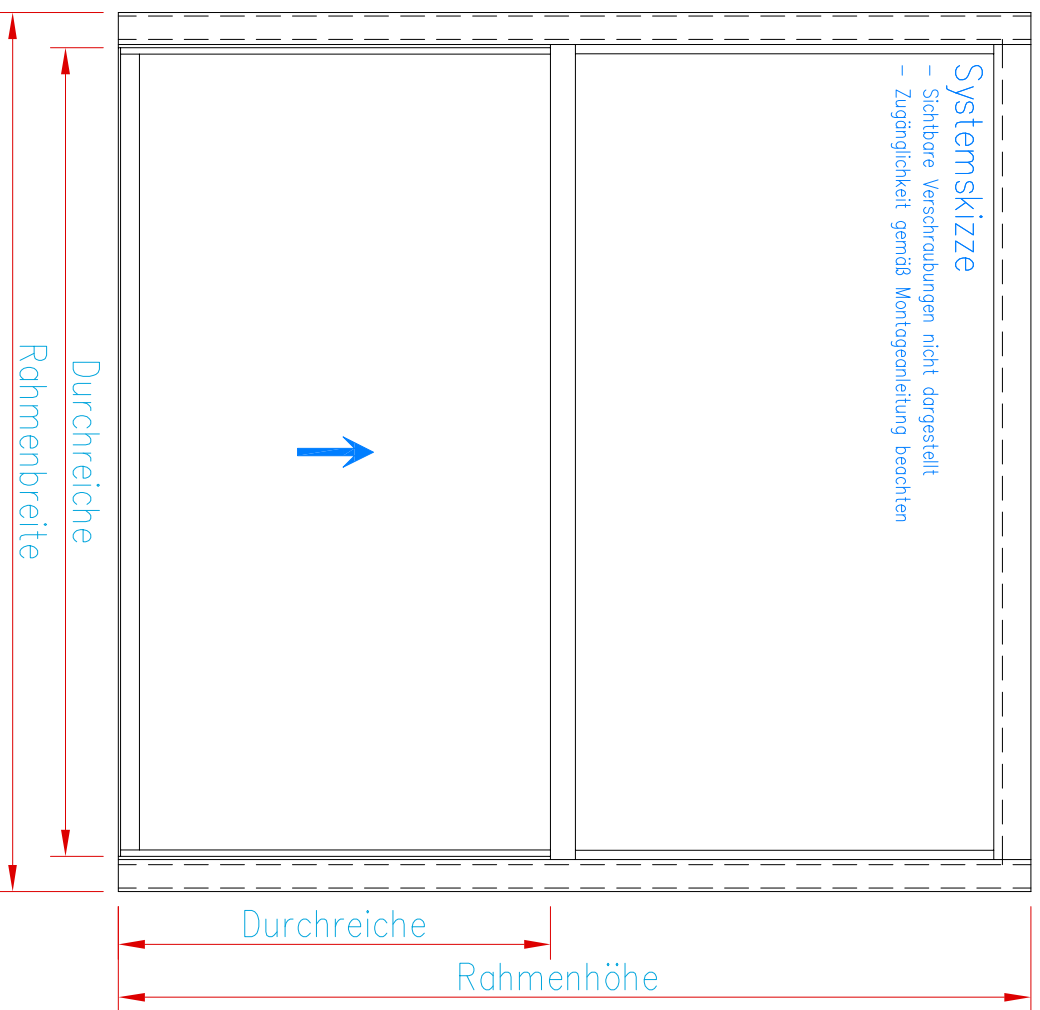 Systemskizze
- Sichtbare Verschraubungen nicht dargestellt
- Zugänglichkeit gemäß Montageanleitung beachten
Durchreiche
Rahmenbreite
Durchreiche
Rahmenhöhe